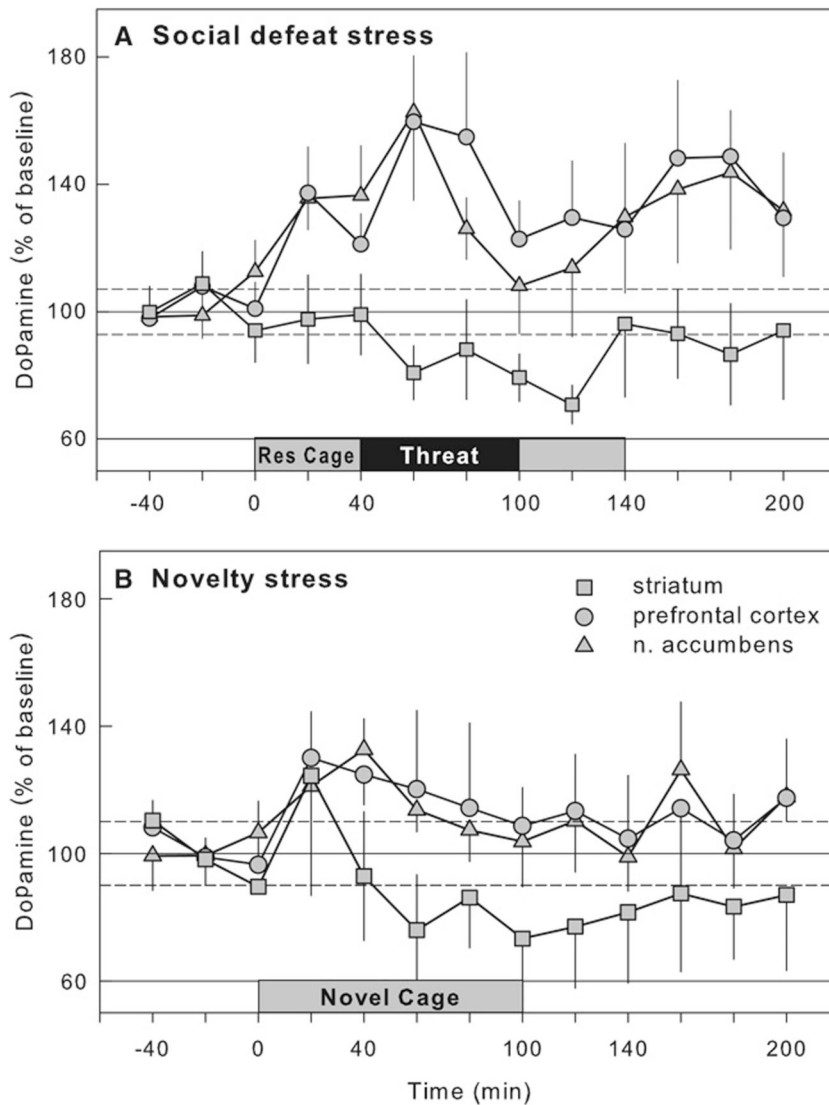 A Social defeat stress
180
140
100
60
Dopamine (% of baseline)
Res Cage Threat
-40 0 40 100 140 200
B Novelty stress
striatum
prefrontal cortex
n. accumbens
180
140
100
60
Dopamine (% of baseline)
Novel Cage
-40 0 40 100 140 200
Time (min)